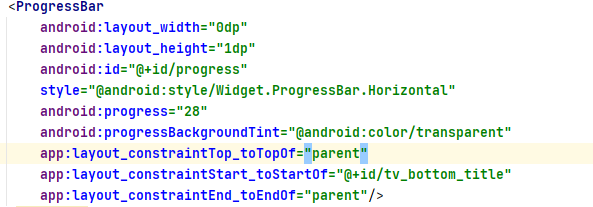 <ProgressBar
android:layout_width="0dp"
android:layout_height="1dp"
android:id="@+id/progress"
style="@android:style/Widget.ProgressBar.Horizontal"
android:progress="28"
android:progressBackgroundTint="@android:color/transparent"
app:layout_constraintTop_toTopOf="parent"
app:layout_constraintStart_toStartOf="@+id/tv_bottom_title"
app:layout_constraintEnd_toEndOf="parent"/>